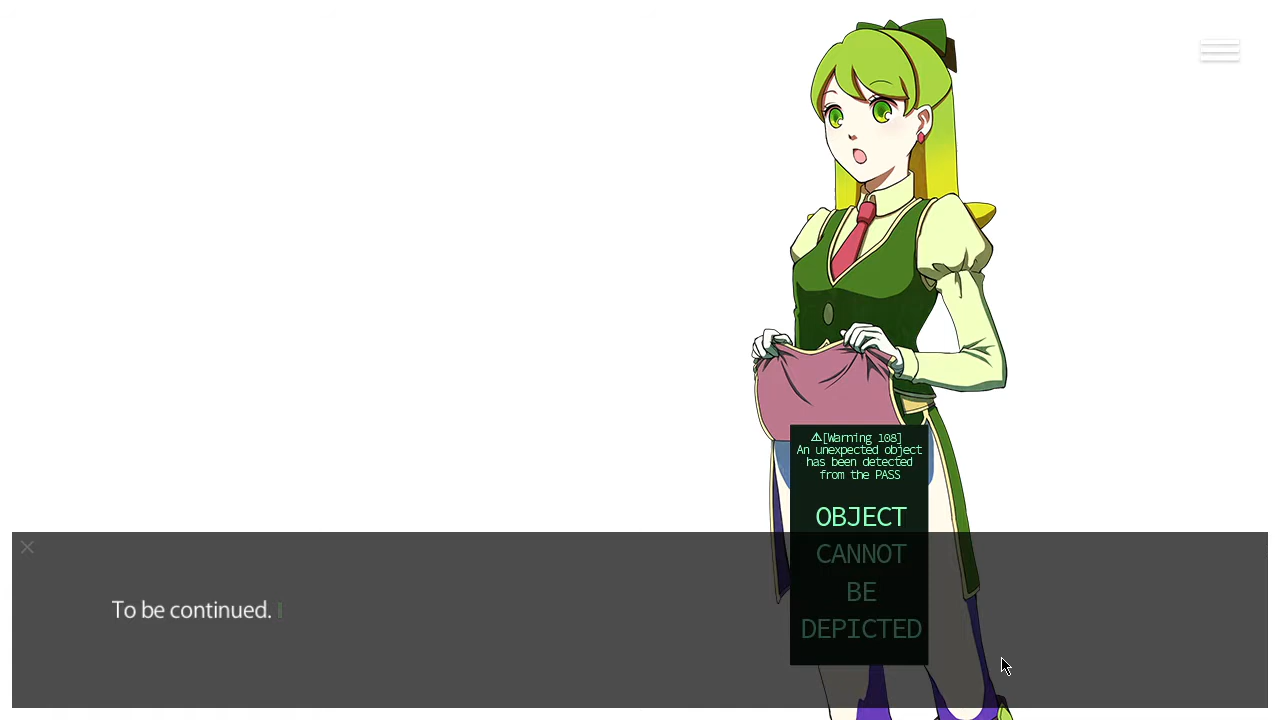 ⚠[Warning 108]
An unexpected object
has been detected
from the PASS
OBJECT
CANNOT
BE
DEPICTED
To be continued.